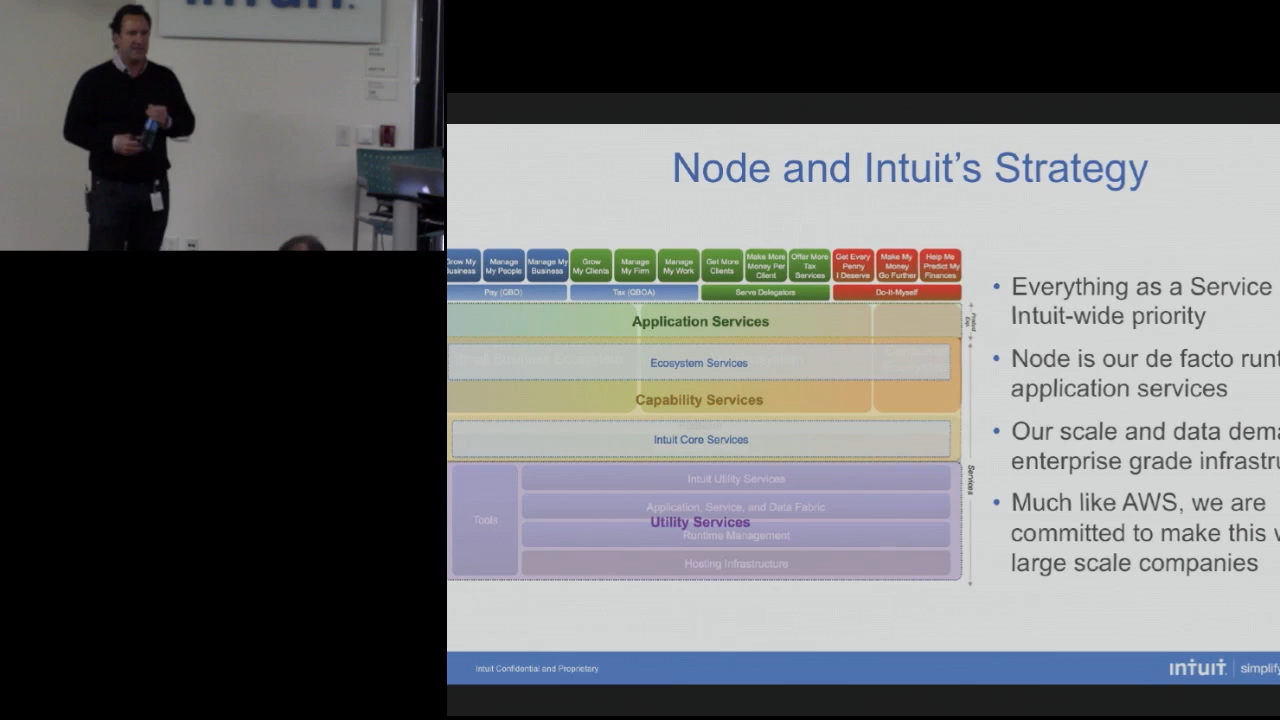 intuit.
Node and Intuit's Strategy
Grow My Business
Manage My People
Manage My Business
Grow My Clients
Manage My Firm
Manage My Work
Get More Clients
Make More Money Per Client
Offer More Tax Services
Get Every Penny I Deserve
Make My Money Go Further
Help Me Predict My Finances
Pay (QBO)
Tax (QBOA)
Serve Delegators
Do-It-Myself
Application Services
Ecosystem Services
Capability Services
Intuit Core Services
Tools
Intuit Utility Services
Application, Service, and Data Fabric
Utility Services
Runtime Management
Hosting Infrastructure
Services
• Everything as a Service
Intuit-wide priority
• Node is our de facto runt
application services
• Our scale and data dema
enterprise grade infrastru
• Much like AWS, we are
committed to make this w
large scale companies
Intuit Confidential and Proprietary
intuit. simplify